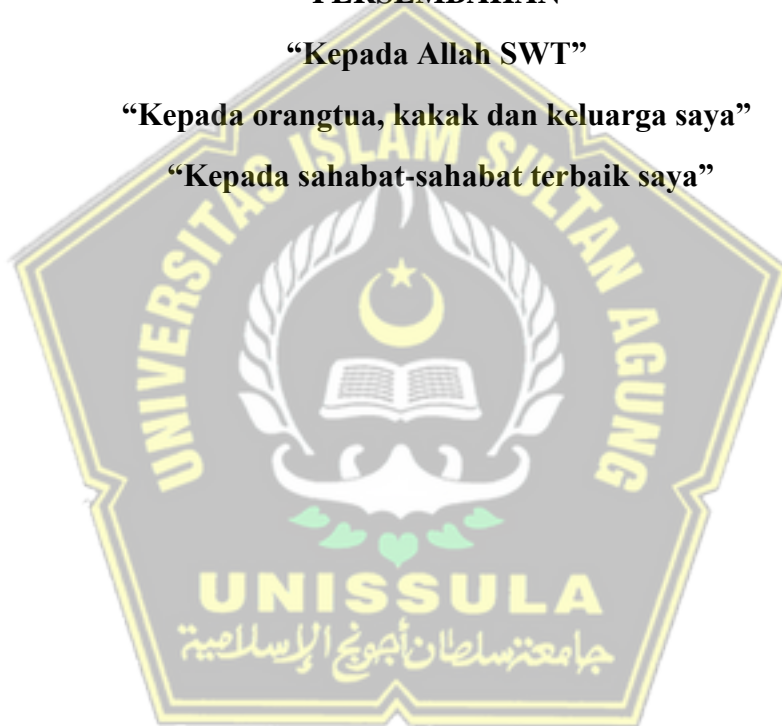 PERSEMBAHAN
“Kepada Allah SWT”
“Kepada orangtua, kakak dan keluarga saya”
“Kepada sahabat-sahabat terbaik saya”
UNIVERSITAS ISLAM SULTAN AGUNG
UNISSULA
جامعة سلطان أجونج الإسلامية